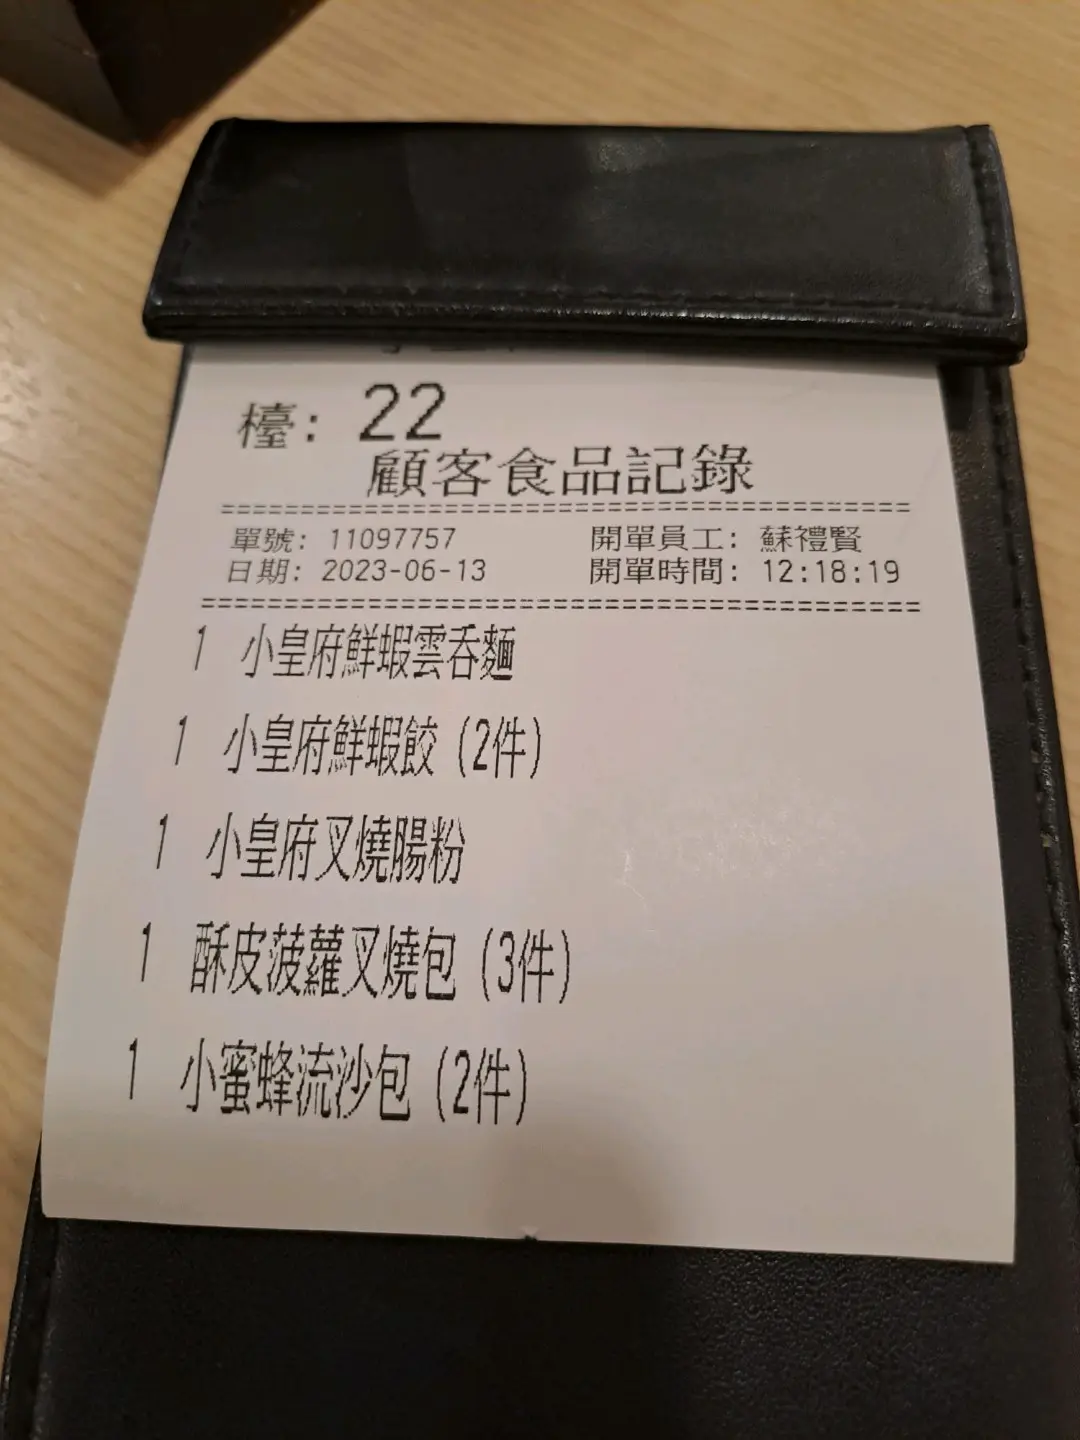 檯: 22
顧客食品記錄
單號: 11097757 開單員工: 蘇禮賢
日期: 2023-06-13 開單時間: 12:18:19
1 小皇府鮮蝦雲吞麵
1 小皇府鮮蝦餃 (2件)
1 小皇府叉燒腸粉
1 酥皮菠蘿叉燒包 (3件)
1 小蜜蜂流沙包 (2件)